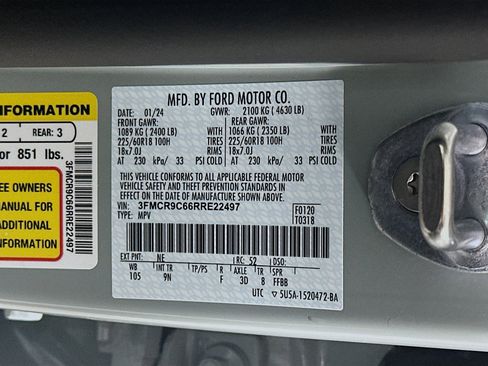 INFORMATION
2 REAR: 3
or 851 lbs.
EE OWNERS
MANUAL FOR
ADDITIONAL
INFORMATION
3FMCR9C66RRE22497
MFD. BY FORD MOTOR CO.
DATE: 01/24 GVWR: 2100 KG ( 4630 LB)
FRONT GAWR: REAR GAWR:
1089 KG ( 2400 LB) WITH 1066 KG ( 2350 LB) WITH
225/60R18 100H TIRES 225/60R18 100H TIRES
18x7.0J RIMS 18x7.0J RIMS
AT 230 kPa/ 33 PSI COLD AT 230 kPa/ 33 PSI COLD
THIS VEHICLE CONFORMS TO ALL APPLICABLE FEDERAL MOTOR
VEHICLE SAFETY AND THEFT PREVENTION STANDARDS IN
EFFECT ON THE DATE OF MANUFACTURE SHOWN ABOVE.
VIN: 3FMCR9C66RRE22497 F0120
TYPE: MPV T0318
EXT PNT: NE RC: 52 DSO:
WB INT TR TP/PS R AXLE TR SPR
105 9N F 3D 8 FFBB
UTC 5U5A-1520472-BA